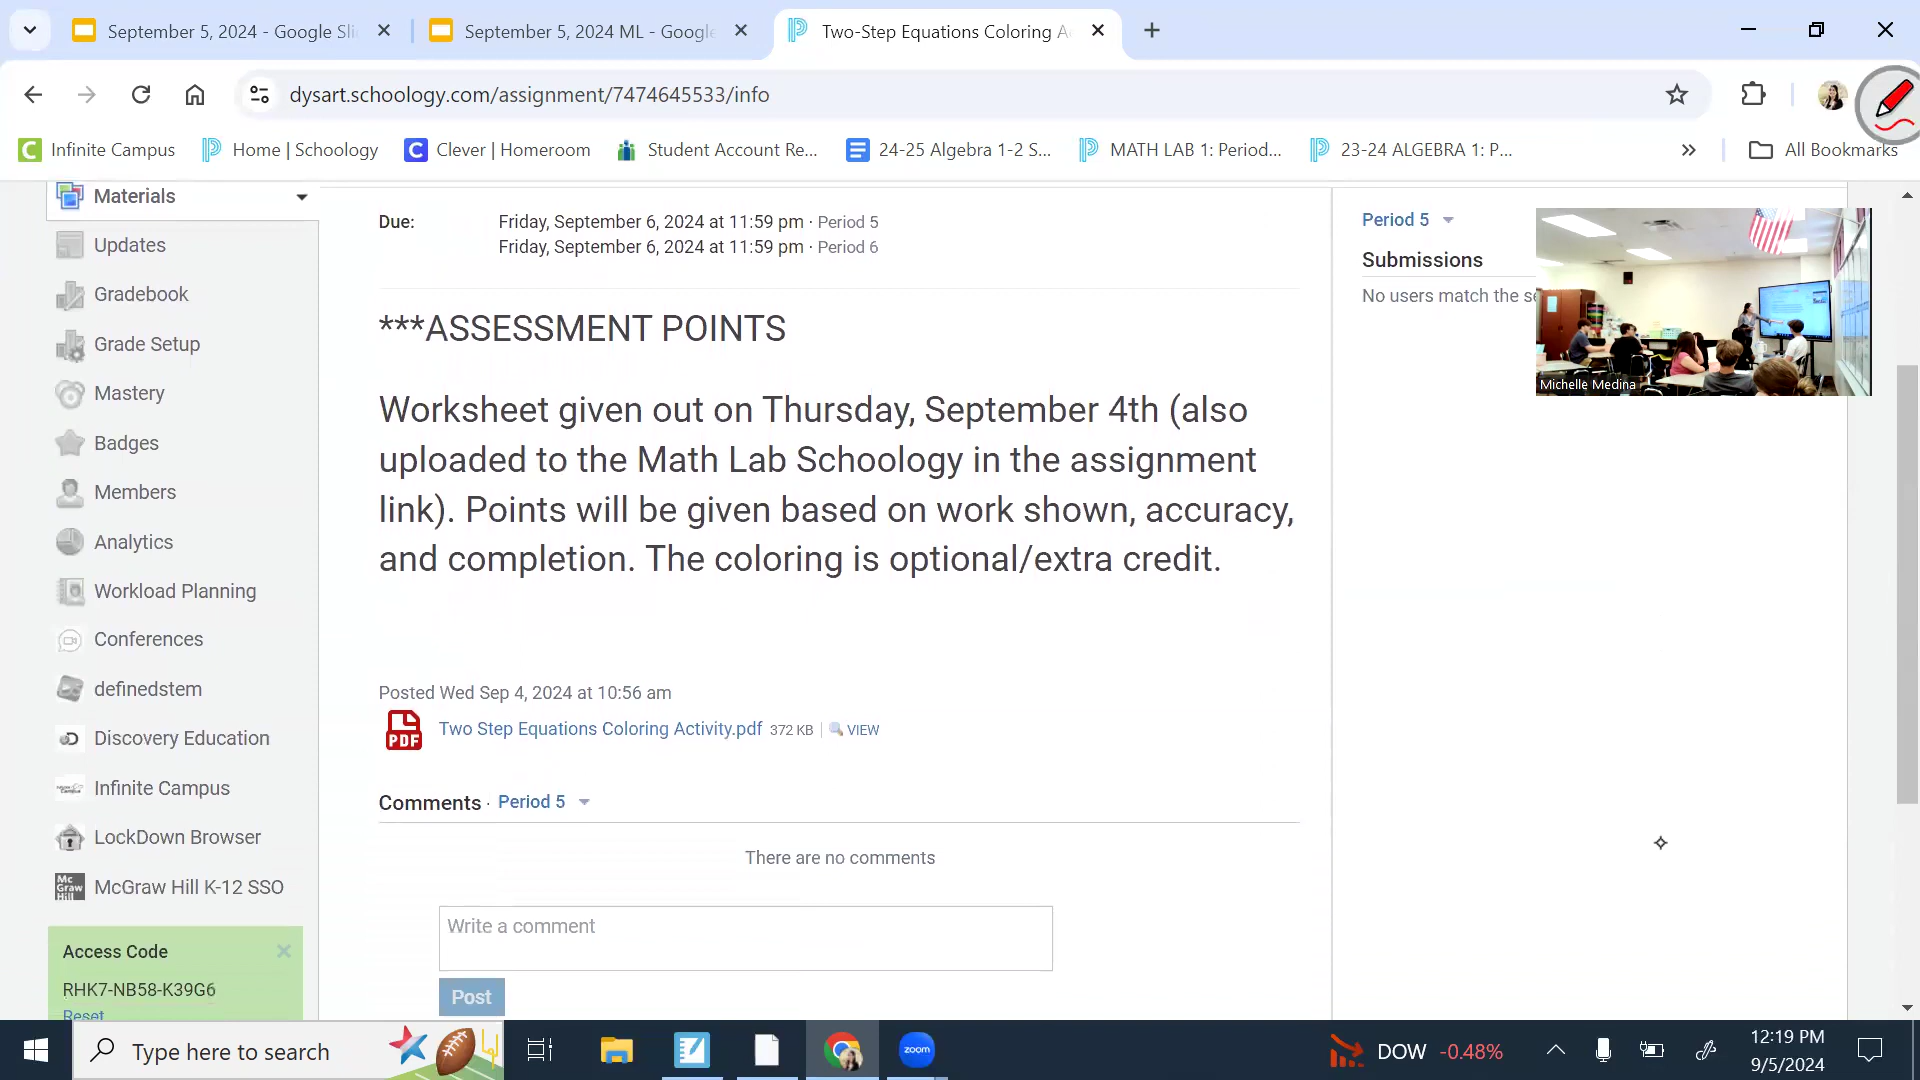 September 5, 2024 - Google Sli
September 5, 2024 ML - Google
Two-Step Equations Coloring A
dysart.schoology.com/assignment/7474645533/info
Infinite Campus
Home | Schoology
Clever | Homeroom
Student Account Re...
24-25 Algebra 1-2 S...
MATH LAB 1: Period...
23-24 ALGEBRA 1: P...
»
All Bookmarks
Materials
Updates
Gradebook
Grade Setup
Mastery
Badges
Members
Analytics
Workload Planning
Conferences
definedstem
Discovery Education
Infinite Campus
LockDown Browser
McGraw Hill K-12 SSO
Access Code
RHK7-NB58-K39G6
Reset
Due:
Friday, September 6, 2024 at 11:59 pm · Period 5
Friday, September 6, 2024 at 11:59 pm · Period 6
***ASSESSMENT POINTS
Worksheet given out on Thursday, September 4th (also
uploaded to the Math Lab Schoology in the assignment
link). Points will be given based on work shown, accuracy,
and completion. The coloring is optional/extra credit.
Posted Wed Sep 4, 2024 at 10:56 am
PDF
Two Step Equations Coloring Activity.pdf 372 KB | VIEW
Comments · Period 5
There are no comments
Write a comment
Post
Period 5
Submissions
No users match the se
Michelle Medina
Type here to search
zoom
DOW -0.48%
12:19 PM
9/5/2024